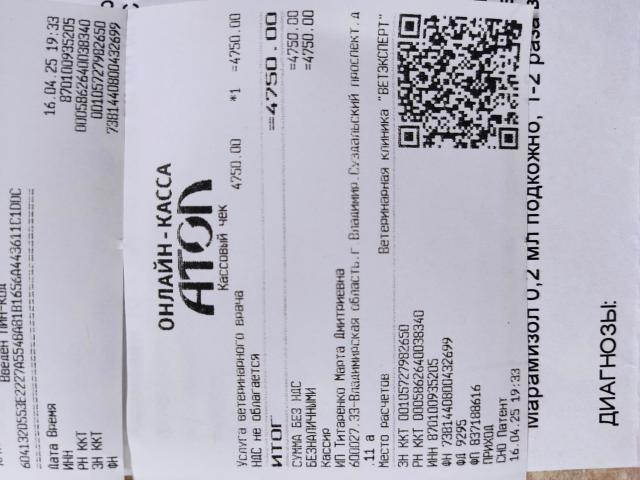 Введен ПИН-код
6041320553E2227A5548A81B1656A443611C1D0C
Дата Время 16.04.25 19:33
ИНН 870100935205
РН ККТ 0005862640038340
ЗН ККТ 00105727982650
ФН 7381440800432699
ОНЛАЙН-КАССА
АТОЛ
Кассовый чек
4750.00 *1 =4750.00
Услуга ветеринарного врача
НДС не облагается
ИТОГ =4750.00
СУММА БЕЗ НДС =4750.00
БЕЗНАЛИЧНЫМИ =4750.00
Кассир
ИП Титаренко Марта Дмитриевна
600027.33-Владимирская область.г Владимир.Суздальский проспект.д
.11 а
Место расчетов Ветеринарная клиника "ВЕТЭКСПЕРТ"
ЗН ККТ 00105727982650
РН ККТ 0005862640038340
ИНН 870100935205
ФН 7381440800432699
ФД 9295
ФП 837188616
ПРИХОД
СНО Патент
16.04.25 19:33
Марамизол 0,2 мл подкожно, 1-2 раза в
ДИАГНОЗЫ: